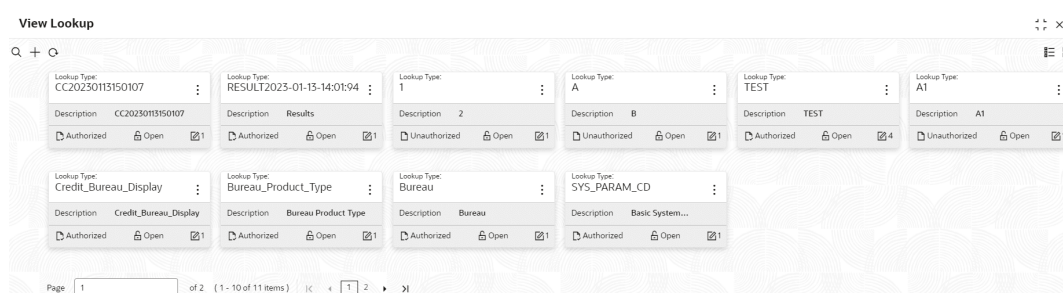 View Lookup
Lookup Type: Lookup Type: Lookup Type: Lookup Type: Lookup Type: Lookup Type:
CC20230113150107 RESULT2023-01-13-14:01:94 1 A TEST A1
Description CC20230113150107 Description Results Description 2 Description B Description TEST Description A1
Authorized Open 1 Authorized Open 1 Unauthorized Open 1 Unauthorized Open 1 Authorized Open 4 Unauthorized Open
Lookup Type: Lookup Type: Lookup Type: Lookup Type:
Credit_Bureau_Display Bureau_Product_Type Bureau SYS_PARAM_CD
Description Credit_Bureau_Display Description Bureau Product Type Description Bureau Description Basic System...
Authorized Open 1 Authorized Open 1 Authorized Open 1 Authorized Open 1
Page 1 of 2 (1 - 10 of 11 items) 1 2